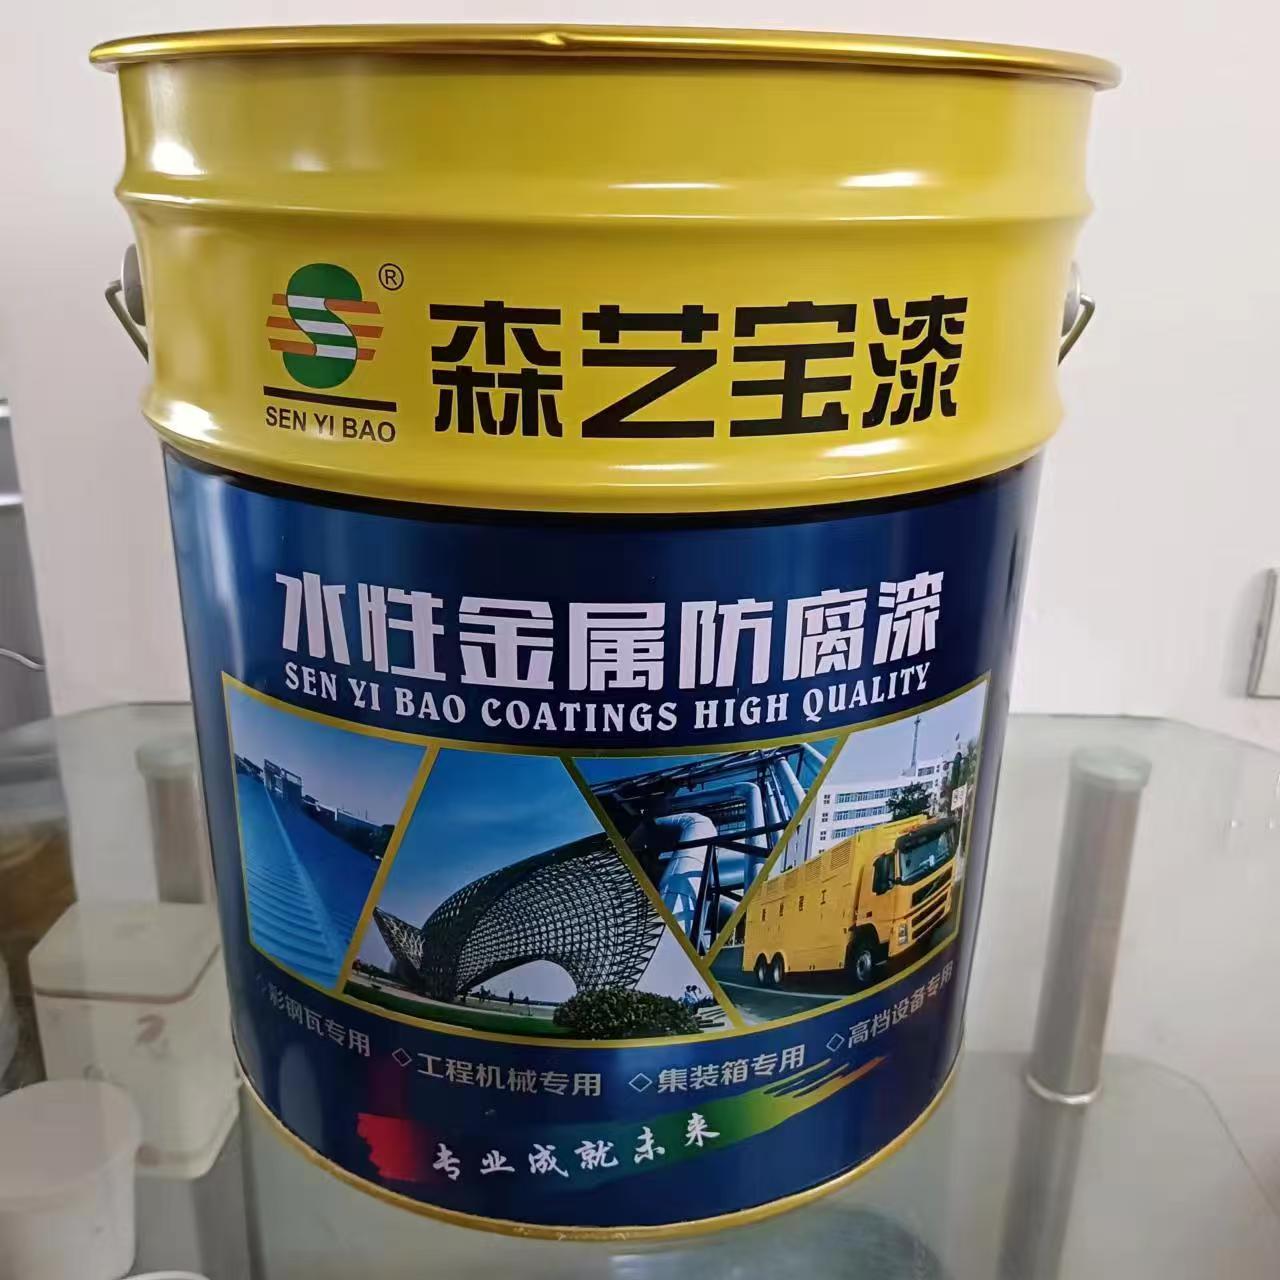 ®
森艺宝漆
SEN YI BAO
水性金属防腐漆
SEN YI BAO COATINGS HIGH QUALITY
◇彩钢瓦专用 ◇工程机械专用 ◇集装箱专用 ◇高档设备专用
专业成就未来